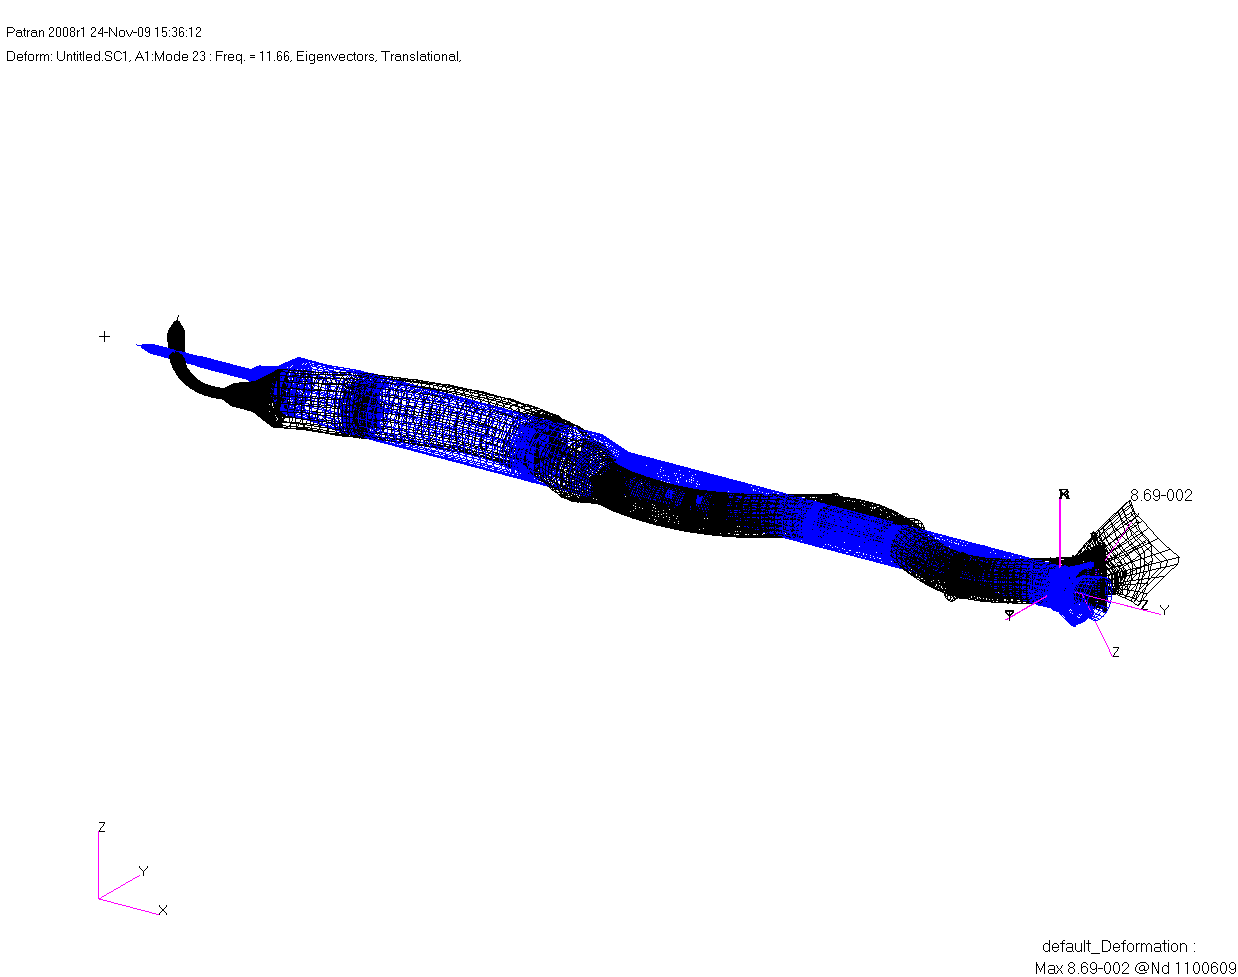 Patran 2008r1 24-Nov-09 15:36:12
Deform: Untitled.SC1, A1:Mode 23 : Freq. = 11.66, Eigenvectors, Translational,
R
8.69-002
Z
Y
Z
Z
Y
X
default_Deformation :
Max 8.69-002 @Nd 1100609